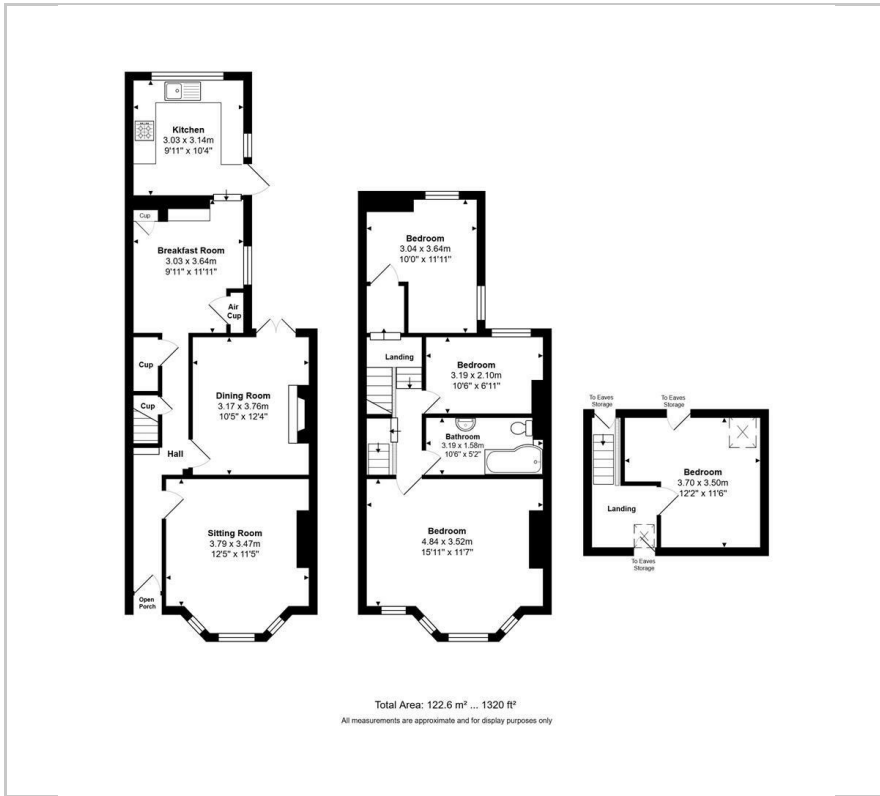 Kitchen
3.03 x 3.14m
9'11" x 10'4"
Cup
Breakfast Room
3.03 x 3.64m
9'11" x 11'11"
Air
Cup
Cup
Cup
Dining Room
3.17 x 3.76m
10'5" x 12'4"
Hall
Sitting Room
3.79 x 3.47m
12'5" x 11'5"
Open
Porch
Bedroom
3.04 x 3.64m
10'0" x 11'11"
Landing
Bedroom
3.19 x 2.10m
10'6" x 6'11"
Bathroom
3.19 x 1.58m
10'6" x 5'2"
Bedroom
4.84 x 3.52m
15'11" x 11'7"
To Eaves
Storage
To Eaves
Storage
Bedroom
3.70 x 3.50m
12'2" x 11'6"
Landing
To Eaves
Storage
Total Area: 122.6 m² ... 1320 ft²
All measurements are approximate and for display purposes only